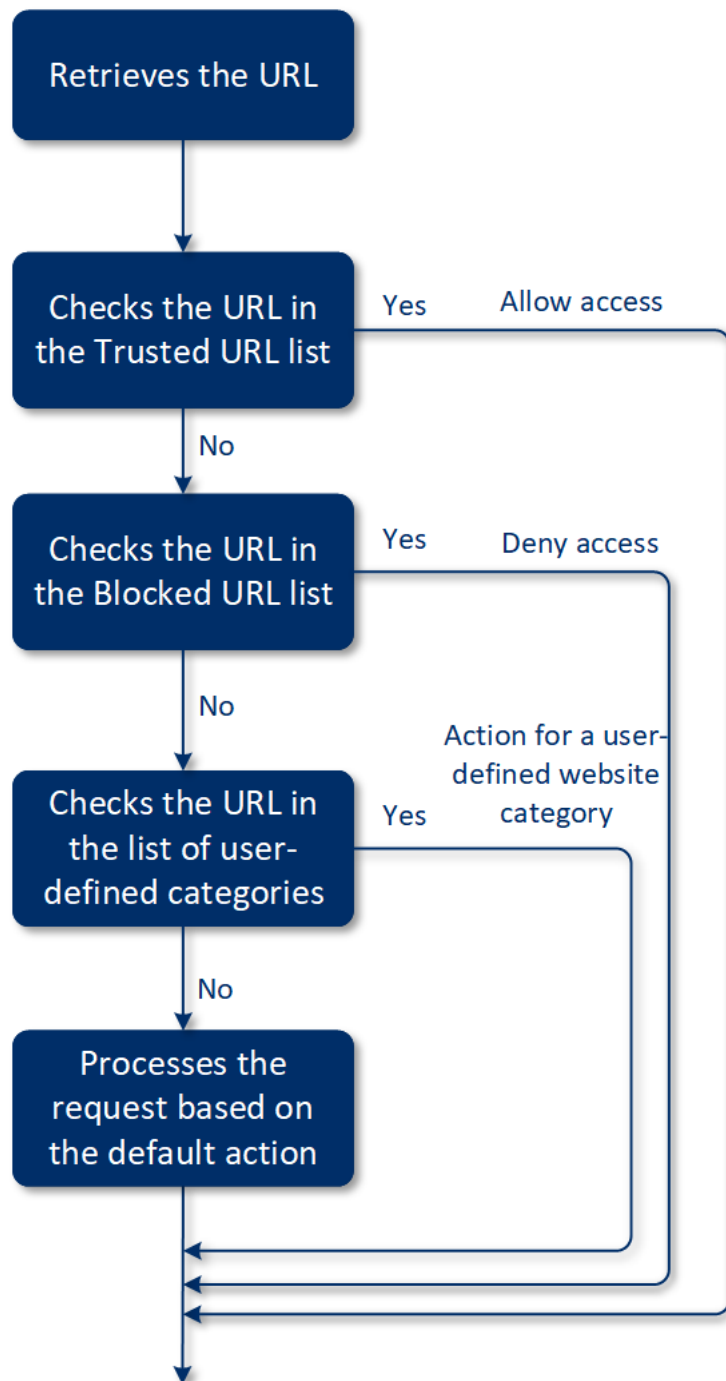 Retrieves the URL
Checks the URL in
the Trusted URL list
Yes
Allow access
No
Checks the URL in
the Blocked URL list
Yes
Deny access
No
Action for a user-
defined website
category
Checks the URL in
the list of user-
defined categories
Yes
No
Processes the
request based on
the default action